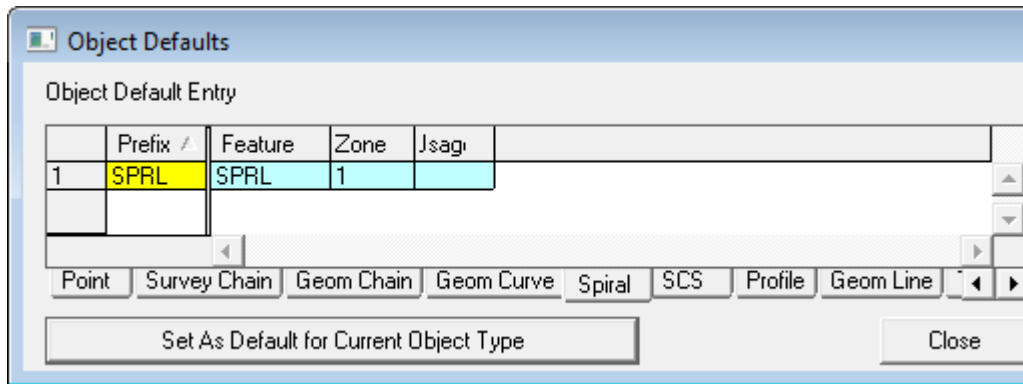 Object Defaults
Object Default Entry
Prefix Feature Zone Jsag
1 SPRL SPRL 1
Point Survey Chain Geom Chain Geom Curve Spiral SCS Profile Geom Line
Set As Default for Current Object Type Close